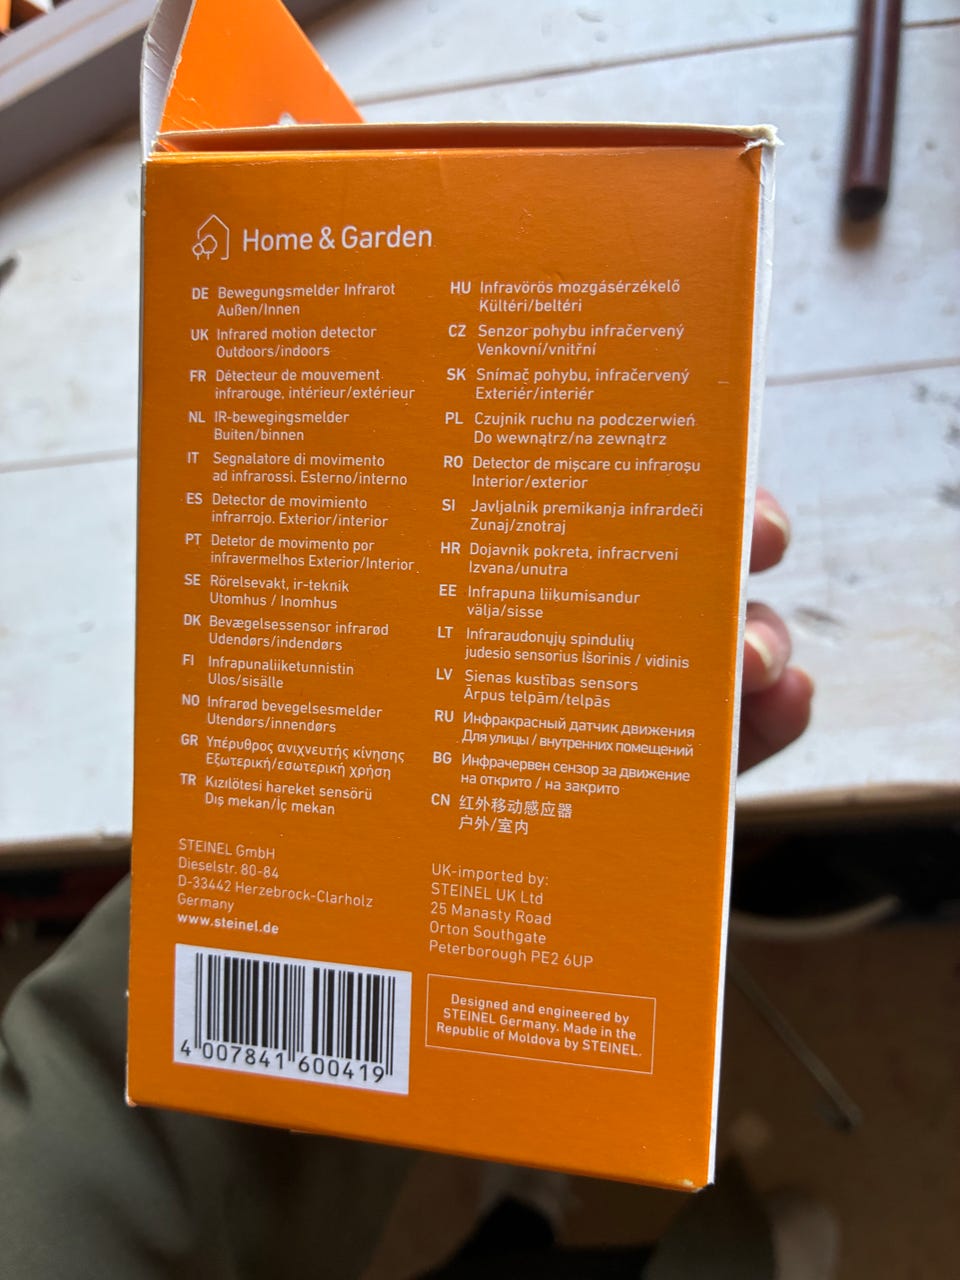 Home & Garden
DE Bewegungsmelder Infrarot
Außen/Innen
UK Infrared motion detector
Outdoors/indoors
FR Détecteur de mouvement
infrarouge, intérieur/extérieur
NL IR-bewegingsmelder
Buiten/binnen
IT Segnalatore di movimento
ad infrarossi. Esterno/interno
ES Detector de movimiento
infrarrojo. Exterior/interior
PT Detetor de movimento por
infravermelhos Exterior/Interior
SE Rörelsevakt, ir-teknik
Utomhus / Inomhus
DK Bevægelsessensor infrarød
Udendørs/indendørs
FI Infrapunaliiketunnistin
Ulos/sisälle
NO Infrarød bevegelsesmelder
Utendørs/innendørs
GR Υπέρυθρος ανιχνευτής κίνησης
Εξωτερική/εσωτερική χρήση
TR Kızılötesi hareket sensörü
Dış mekan/İç mekan
HU Infravörös mozgásérzékelő
Kültéri/beltéri
CZ Senzor pohybu infračervený
Venkovní/vnitřní
SK Snímač pohybu, infračervený
Exteriér/interiér
PL Czujnik ruchu na podczerwień
Do wewnątrz/na zewnątrz
RO Detector de mişcare cu infraroşu
Interior/exterior
SI Javljalnik premikanja infrardeči
Zunaj/znotraj
HR Dojavnik pokreta, infracrveni
Izvana/unutra
EE Infrapuna liikumisandur
välja/sisse
LT Infraraudonųjų spindulių
judesio sensorius Išorinis / vidinis
LV Sienas kustības sensors
Ārpus telpām/telpās
RU Инфракрасный датчик движения
Для улицы / внутренних помещений
BG Инфрачервен сензор за движение
на открито / на закрито
CN 红外移动感应器
户外/室内
STEINEL GmbH
Dieselstr. 80-84
D-33442 Herzebrock-Clarholz
Germany
www.steinel.de
UK-imported by:
STEINEL UK Ltd
25 Manasty Road
Orton Southgate
Peterborough PE2 6UP
Designed and engineered by
STEINEL Germany. Made in the
Republic of Moldova by STEINEL.
4 007841 600419